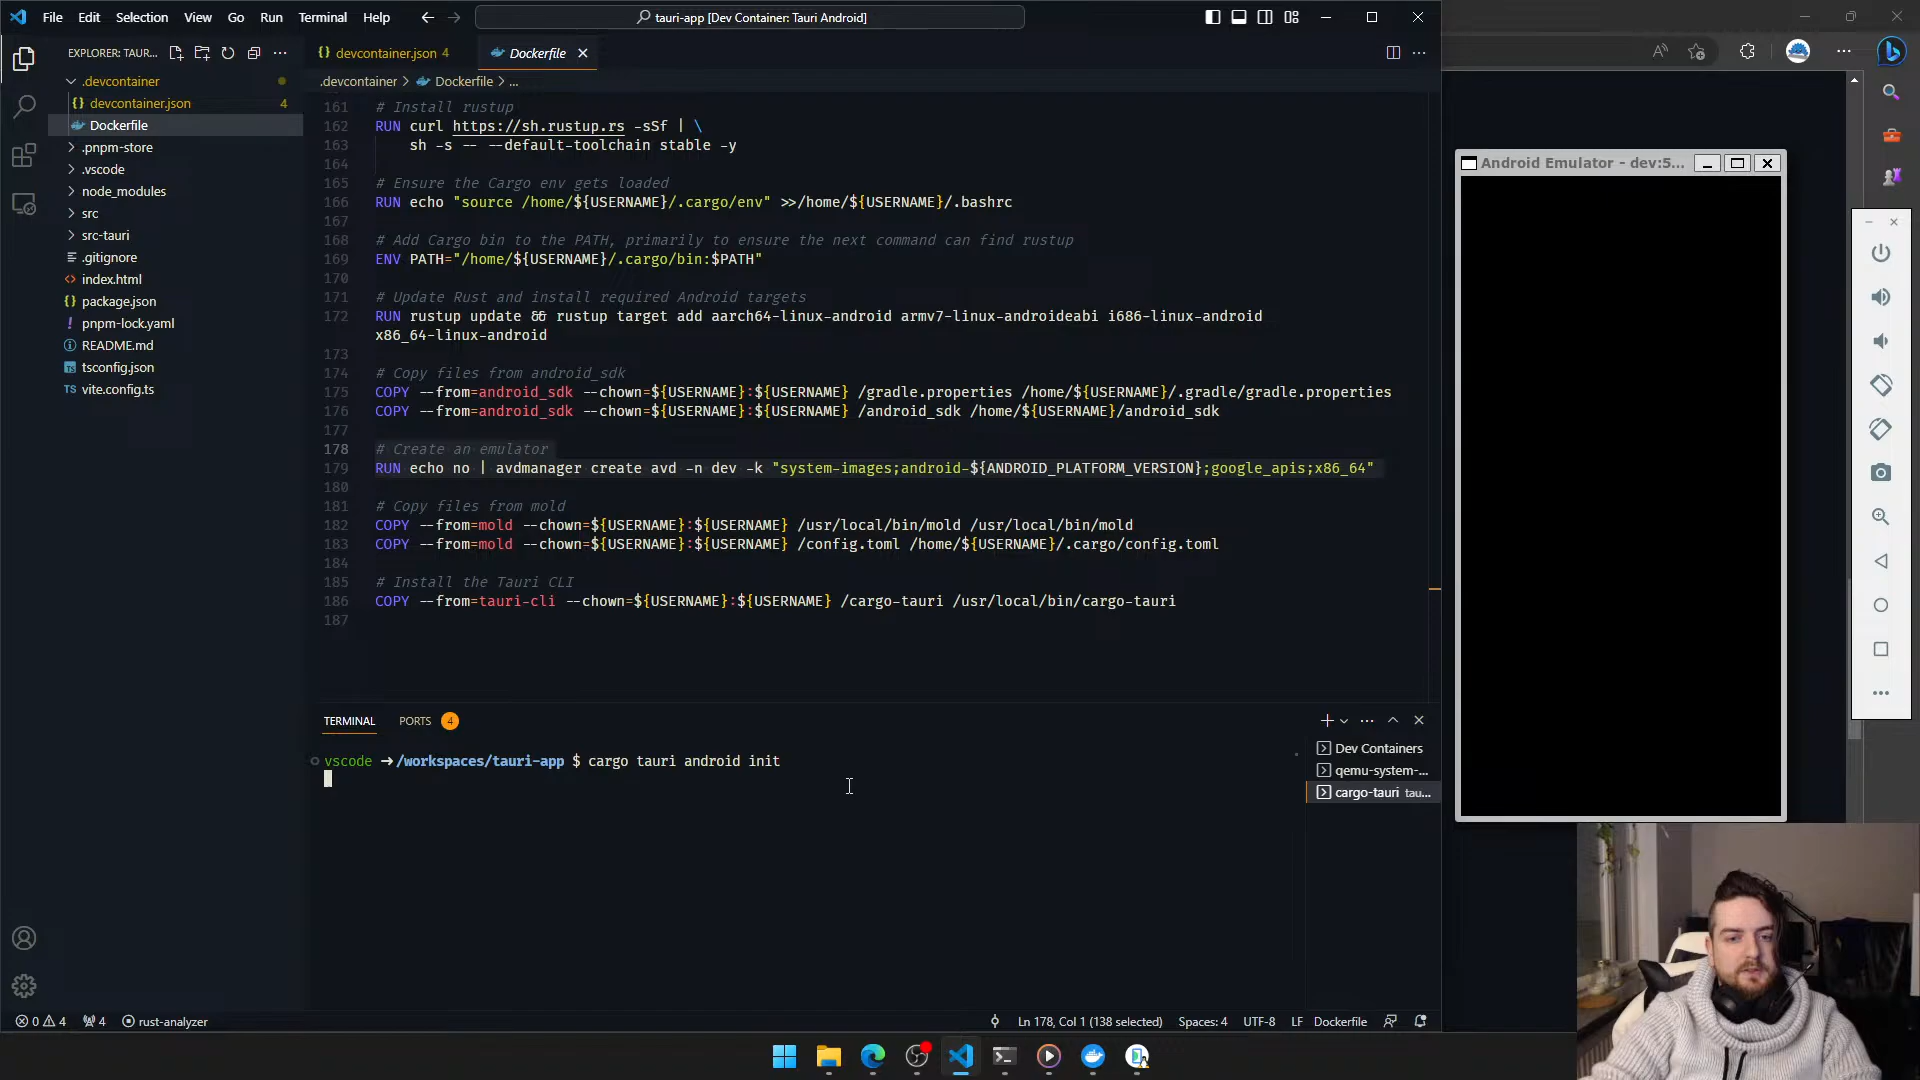 File Edit Selection View Go Run Terminal Help
tauri-app [Dev Container: Tauri Android]
EXPLORER: TAUR...
devcontainer.json 4
Dockerfile
.devcontainer > Dockerfile > ...
.devcontainer
devcontainer.json 4
Dockerfile
.pnpm-store
.vscode
node_modules
src
src-tauri
.gitignore
index.html
package.json
pnpm-lock.yaml
README.md
tsconfig.json
TS vite.config.ts
161 # Install rustup
162 RUN curl https://sh.rustup.rs -sSf | \
163 sh -s -- --default-toolchain stable -y
164
165 # Ensure the Cargo env gets loaded
166 RUN echo "source /home/${USERNAME}/.cargo/env" >>/home/${USERNAME}/.bashrc
167
168 # Add Cargo bin to the PATH, primarily to ensure the next command can find rustup
169 ENV PATH="/home/${USERNAME}/.cargo/bin:$PATH"
170
171 # Update Rust and install required Android targets
172 RUN rustup update && rustup target add aarch64-linux-android armv7-linux-androideabi i686-linux-android
x86_64-linux-android
173
174 # Copy files from android_sdk
175 COPY --from=android_sdk --chown=${USERNAME}:${USERNAME} /gradle.properties /home/${USERNAME}/.gradle/gradle.properties
176 COPY --from=android_sdk --chown=${USERNAME}:${USERNAME} /android_sdk /home/${USERNAME}/android_sdk
177
178 # Create an emulator
179 RUN echo no | avdmanager create avd -n dev -k "system-images;android-${ANDROID_PLATFORM_VERSION};google_apis;x86_64"
180
181 # Copy files from mold
182 COPY --from=mold --chown=${USERNAME}:${USERNAME} /usr/local/bin/mold /usr/local/bin/mold
183 COPY --from=mold --chown=${USERNAME}:${USERNAME} /config.toml /home/${USERNAME}/.cargo/config.toml
184
185 # Install the Tauri CLI
186 COPY --from=tauri-cli --chown=${USERNAME}:${USERNAME} /cargo-tauri /usr/local/bin/cargo-tauri
187
TERMINAL PORTS 4
vscode ➜ /workspaces/tauri-app $ cargo tauri android init
Dev Containers
qemu-system-...
cargo-tauri tau...
Android Emulator - dev:5...
0 4 4 rust-analyzer
Ln 178, Col 1 (138 selected) Spaces: 4 UTF-8 LF Dockerfile